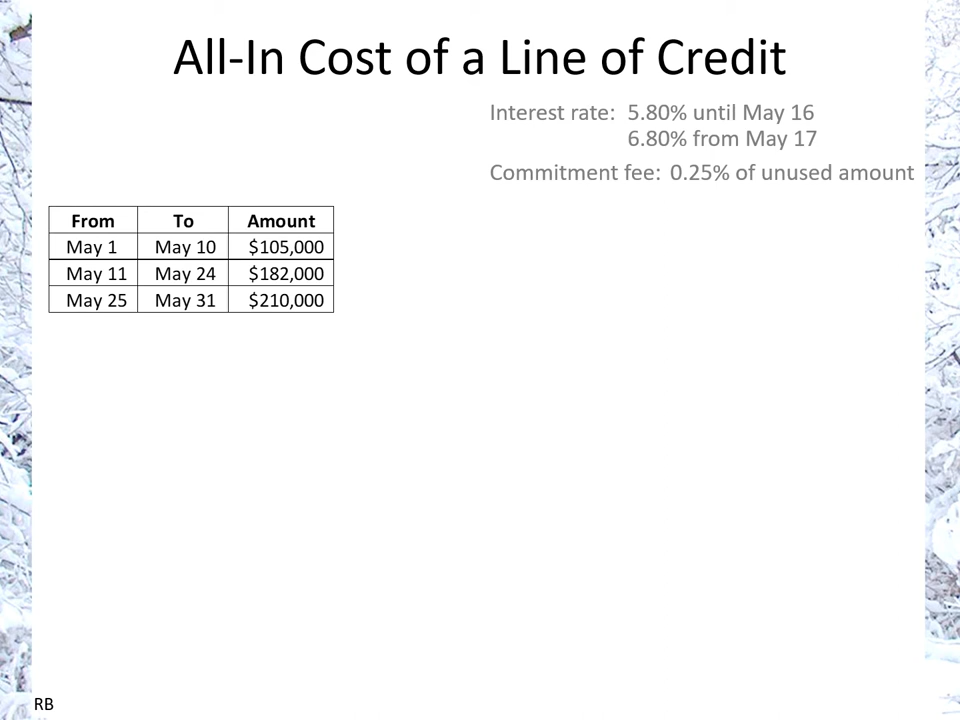 All-In Cost of a Line of Credit
Interest rate: 5.80% until May 16
6.80% from May 17
Commitment fee: 0.25% of unused amount
From To Amount
May 1 May 10 $105,000
May 11 May 24 $182,000
May 25 May 31 $210,000
RB